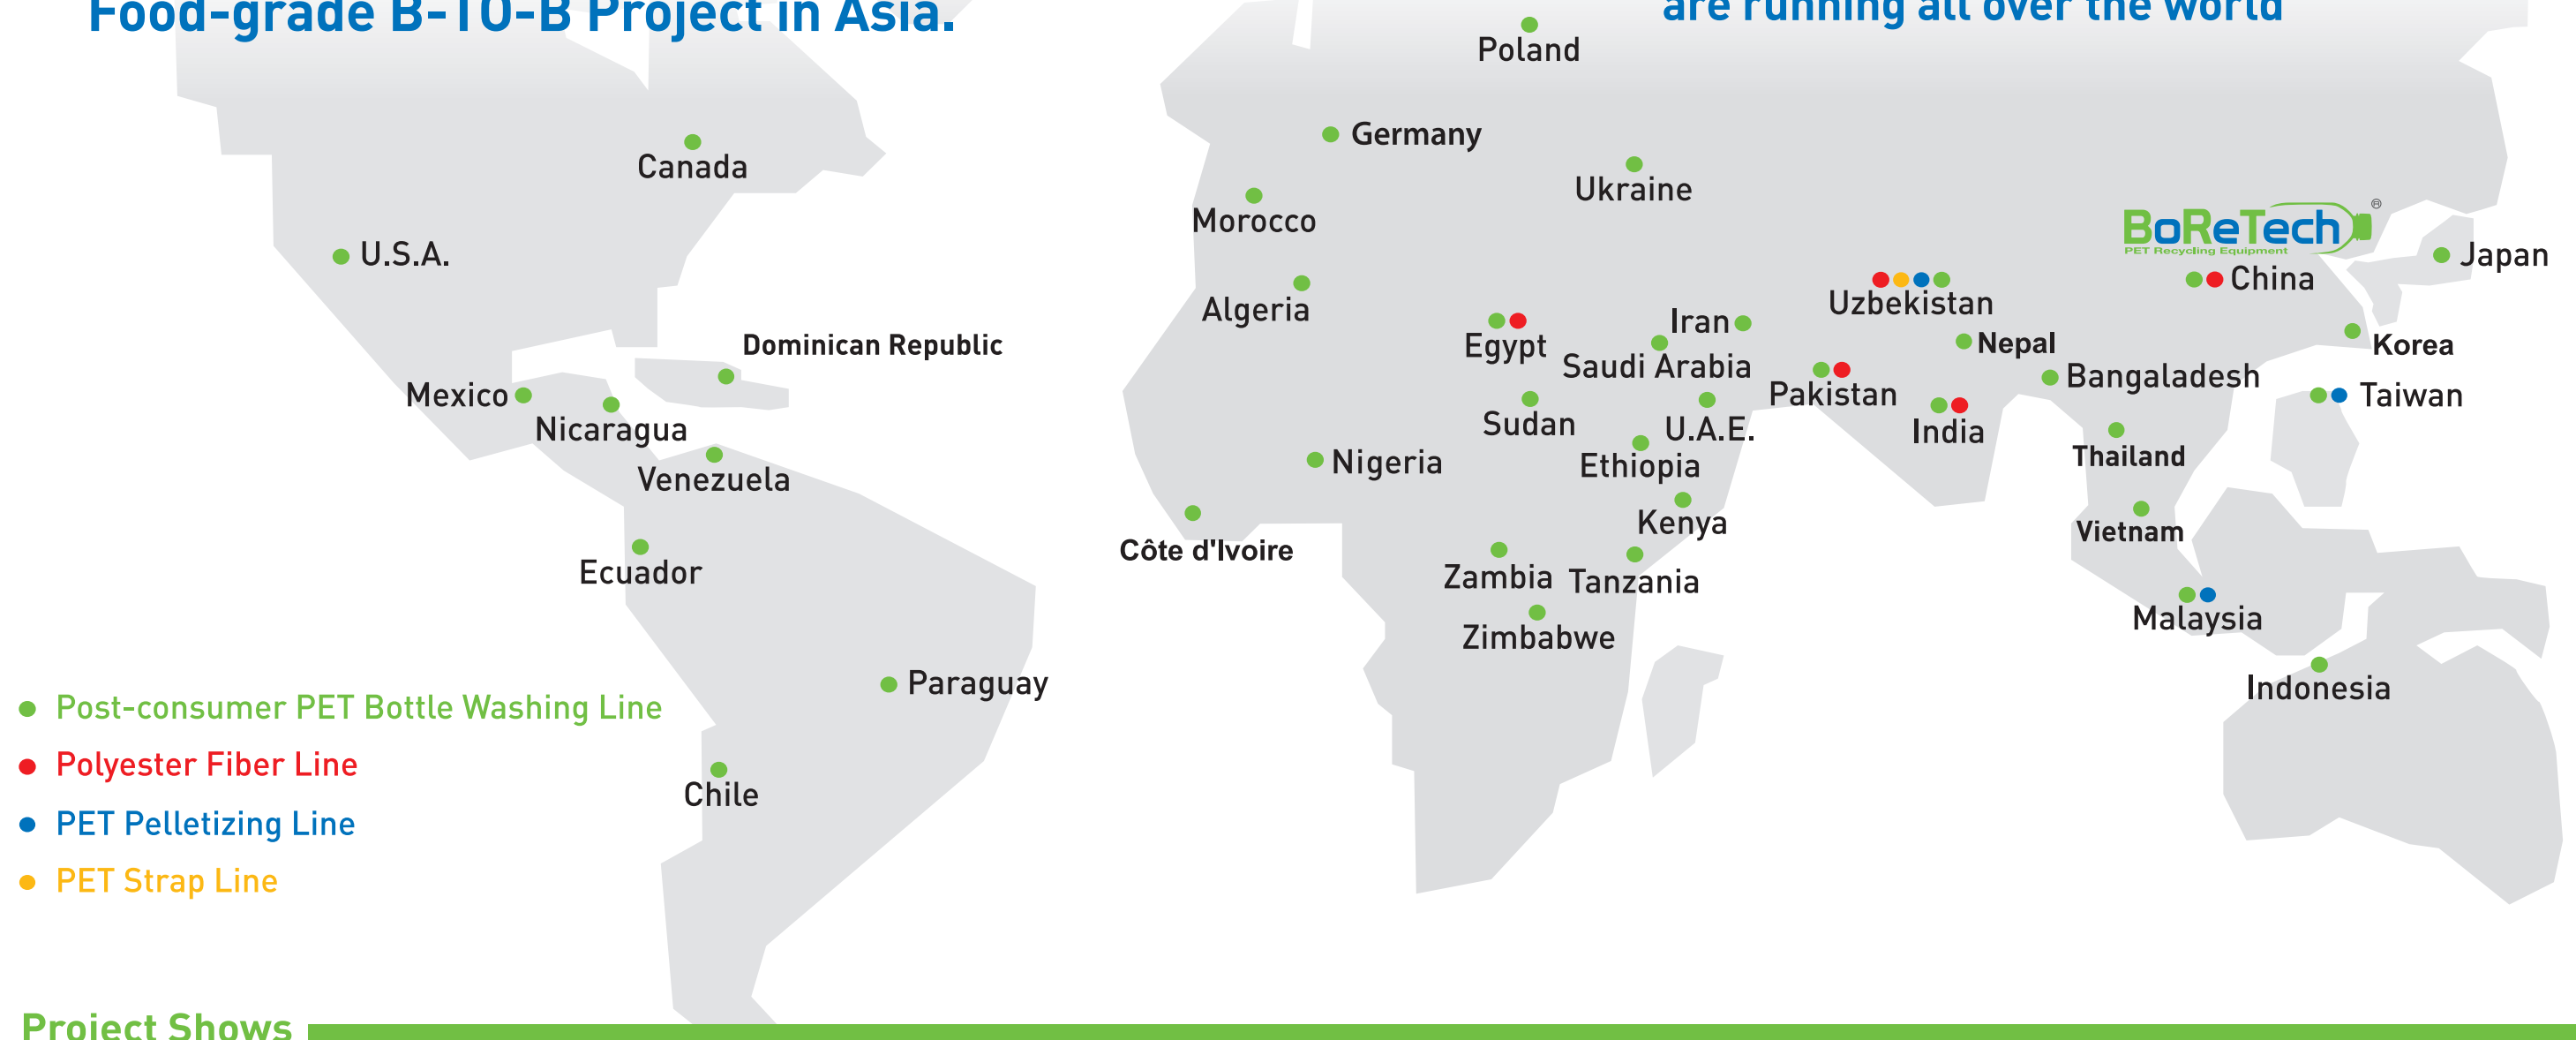 Food-grade B-TO-B Project in Asia.
are running all over the world
Poland
Canada
Germany
Ukraine
Morocco
U.S.A.
Algeria
BoReTech®
PET Recycling Equipment
Japan
China
Uzbekistan
Egypt
Iran
Saudi Arabia
Nepal
Korea
Dominican Republic
Mexico
Nicaragua
Venezuela
Pakistan
Bangaladesh
Taiwan
Sudan
U.A.E.
India
Nigeria
Ethiopia
Thailand
Kenya
Vietnam
Côte d'Ivoire
Ecuador
Zambia
Tanzania
Zimbabwe
Malaysia
Paraguay
Indonesia
Chile
Post-consumer PET Bottle Washing Line
Polyester Fiber Line
PET Pelletizing Line
PET Strap Line
Project Shows